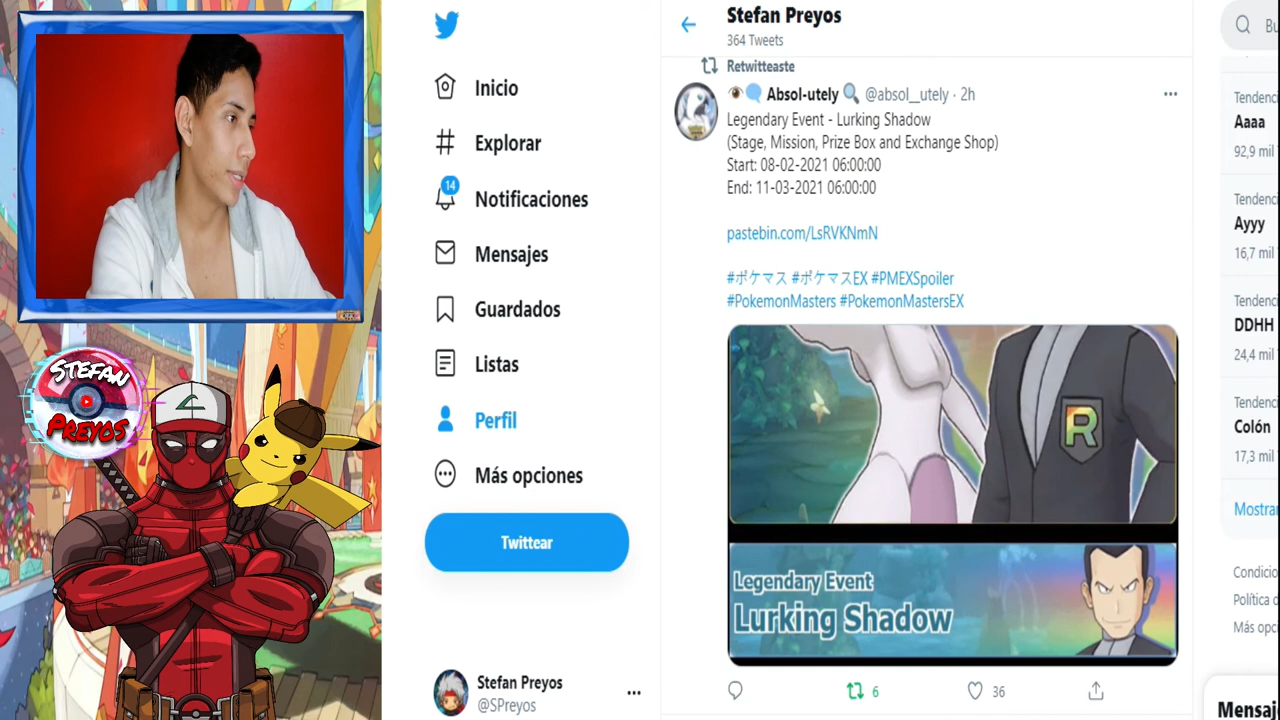 STEFAN
PREYOS
Inicio
Explorar
14
Notificaciones
Mensajes
Guardados
Listas
Perfil
Más opciones
Twittear
Stefan Preyos
@SPreyos
Stefan Preyos
364 Tweets
Retwitteaste
Absol-utely @absol__utely · 2h
Legendary Event - Lurking Shadow
(Stage, Mission, Prize Box and Exchange Shop)
Start: 08-02-2021 06:00:00
End: 11-03-2021 06:00:00
pastebin.com/LsRVKNmN
#ポケマス #ポケマスEX #PMEXSpoiler
#PokemonMasters #PokemonMastersEX
R
Legendary Event
Lurking Shadow
6
36
Bu
Tendenc
Aaaa
92,9 mil
Tendenc
Ayyy
16,7 mil
Tendenc
DDHH
24,4 mil
Tendenc
Colón
17,3 mil
Mostrar
Condicio
Política
Más opc
Mensaj